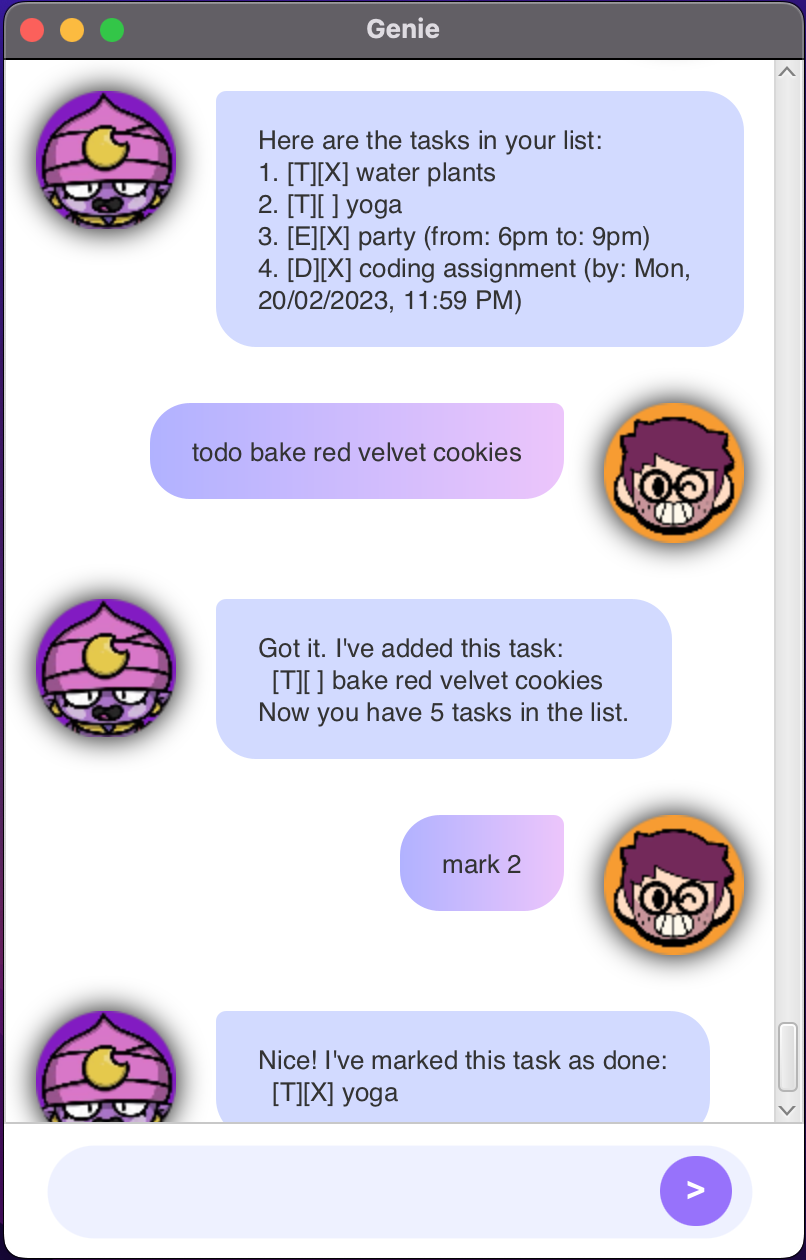 Genie
Here are the tasks in your list:
1. [T][X] water plants
2. [T][ ] yoga
3. [E][X] party (from: 6pm to: 9pm)
4. [D][X] coding assignment (by: Mon,
20/02/2023, 11:59 PM)
todo bake red velvet cookies
Got it. I've added this task:
[T][ ] bake red velvet cookies
Now you have 5 tasks in the list.
mark 2
Nice! I've marked this task as done:
[T][X] yoga
>